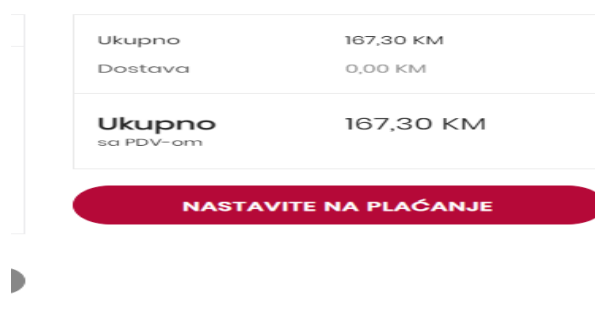 Ukupno 167,30 KM
Dostava 0,00 KM
Ukupno 167,30 KM
sa PDV-om
NASTAVITE NA PLAĆANJE